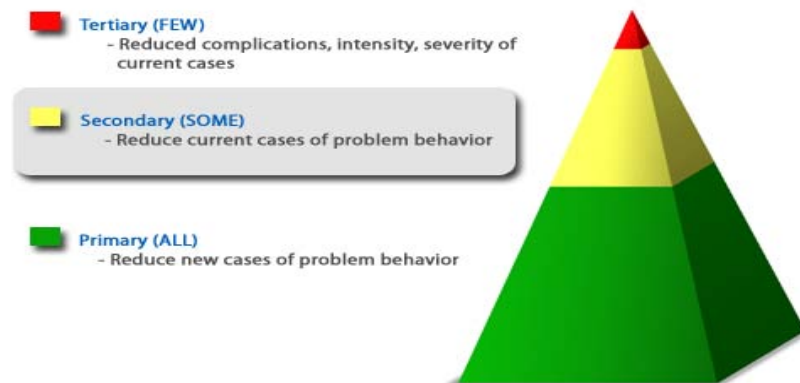 Tertiary (FEW)
- Reduced complications, intensity, severity of
current cases
Secondary (SOME)
- Reduce current cases of problem behavior
Primary (ALL)
- Reduce new cases of problem behavior